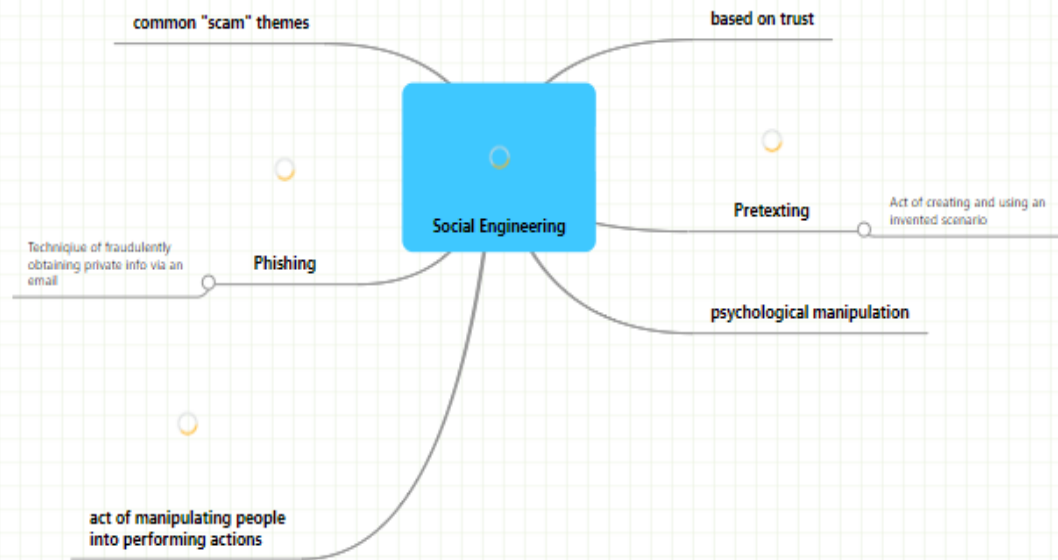 common "scam" themes
based on trust
Social Engineering
Pretexting
Act of creating and using an
invented scenario
Techniqiue of fraudulently
obtaining private info via an
email
Phishing
psychological manipulation
act of manipulating people
into performing actions